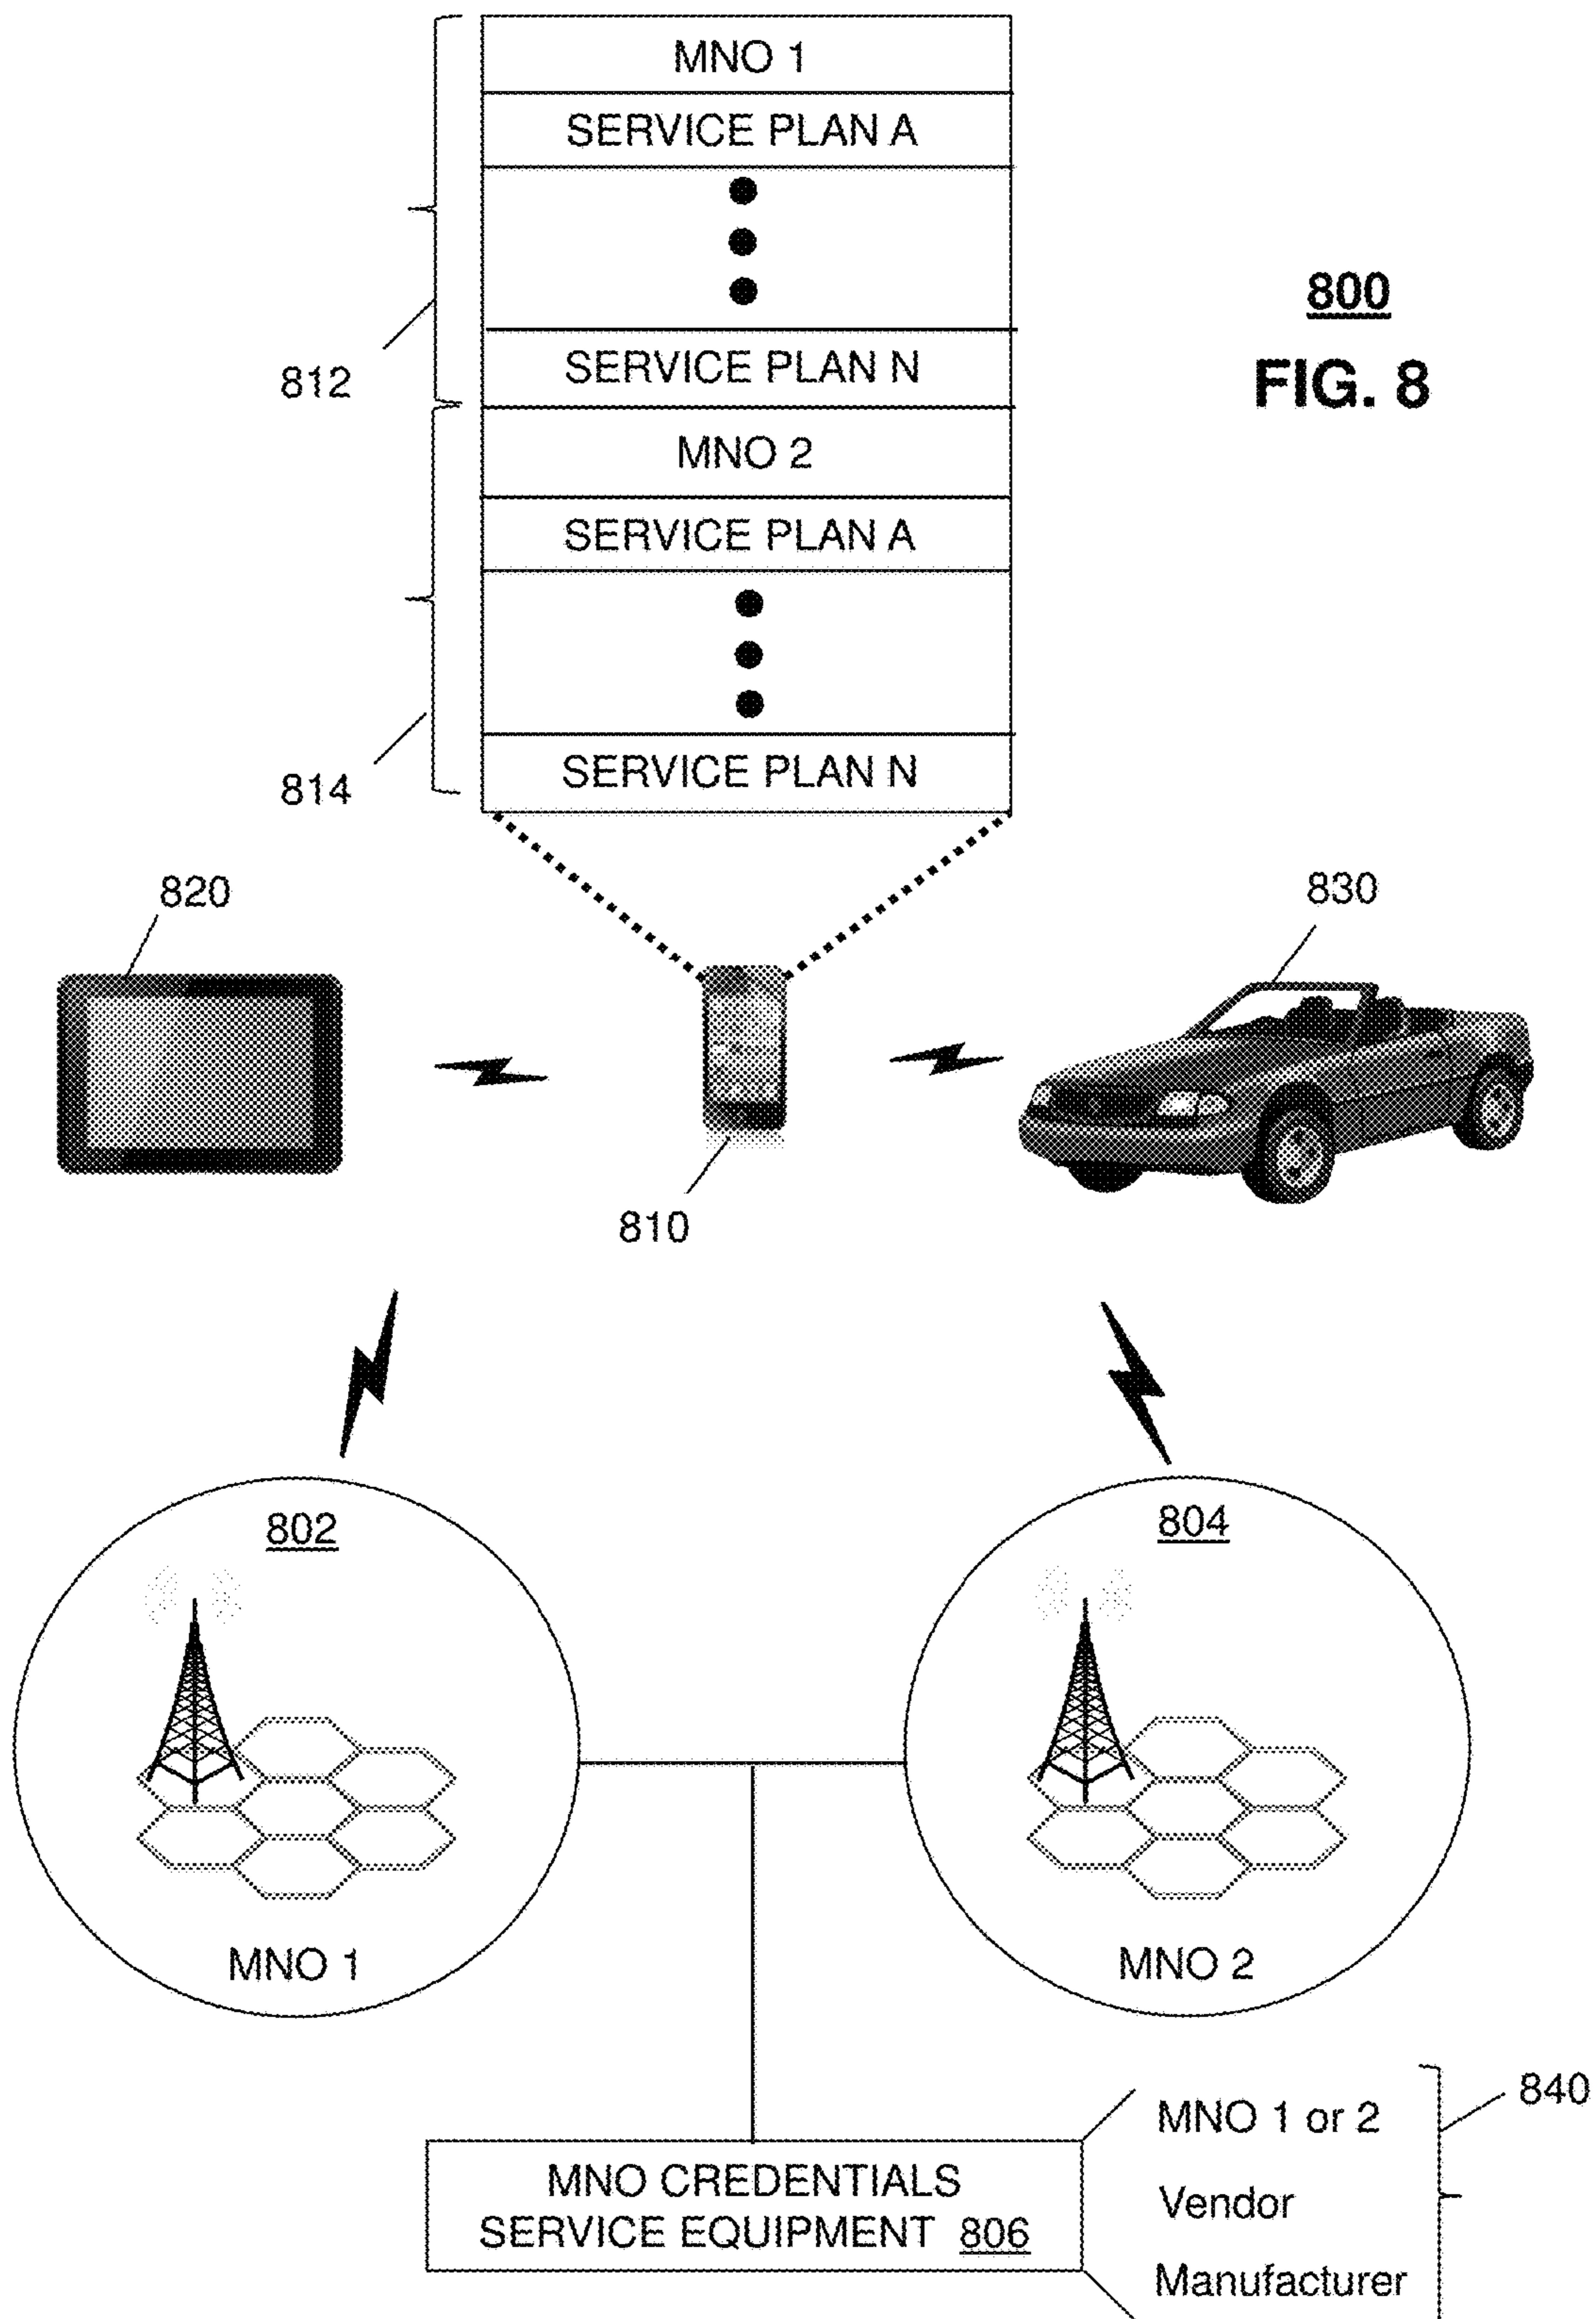 MNO 1
SERVICE PLAN A
800
FIG. 8
SERVICE PLAN N
812
MNO 2
SERVICE PLAN A
SERVICE PLAN N
814
820
830
810
802
804
MNO 1
MNO 2
840
MNO 1 or 2
MNO CREDENTIALS
SERVICE EQUIPMENT 806
Vendor
Manufacturer